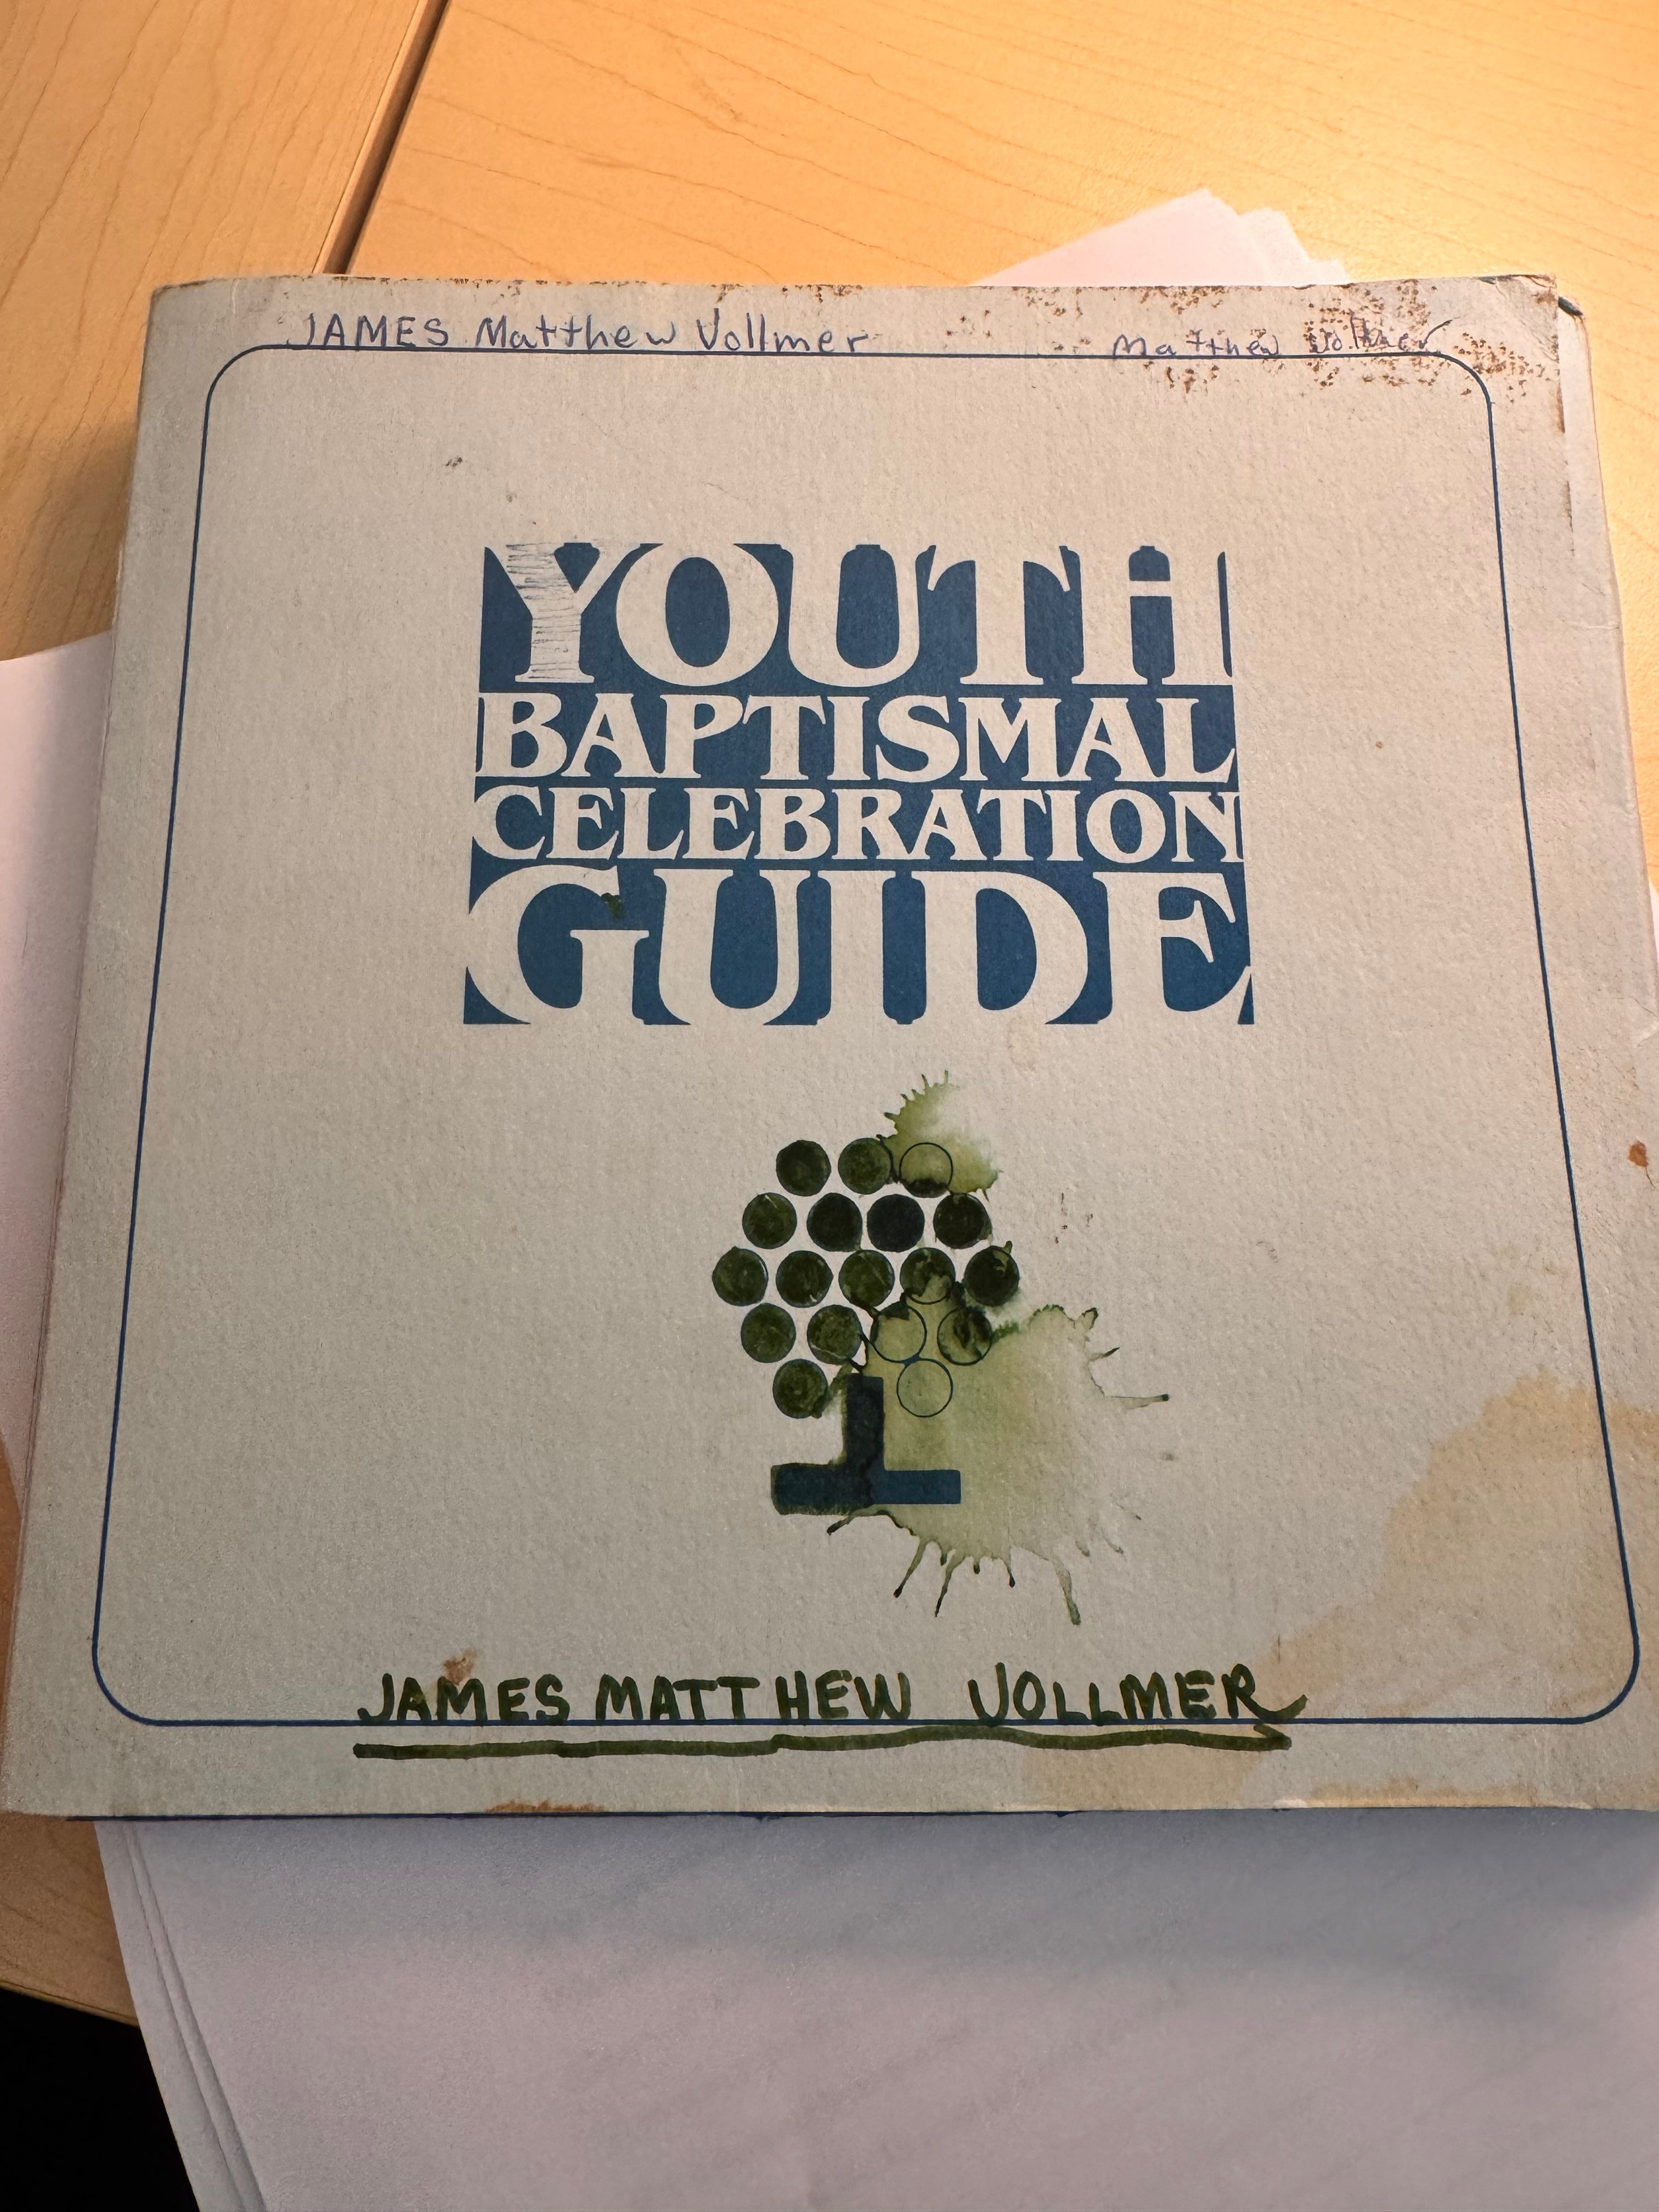 JAMES Matthew Vollmer Matthew Vollmer
YOUTH
BAPTISMAL
CELEBRATION
GUIDE
JAMES MATTHEW VOLLMER